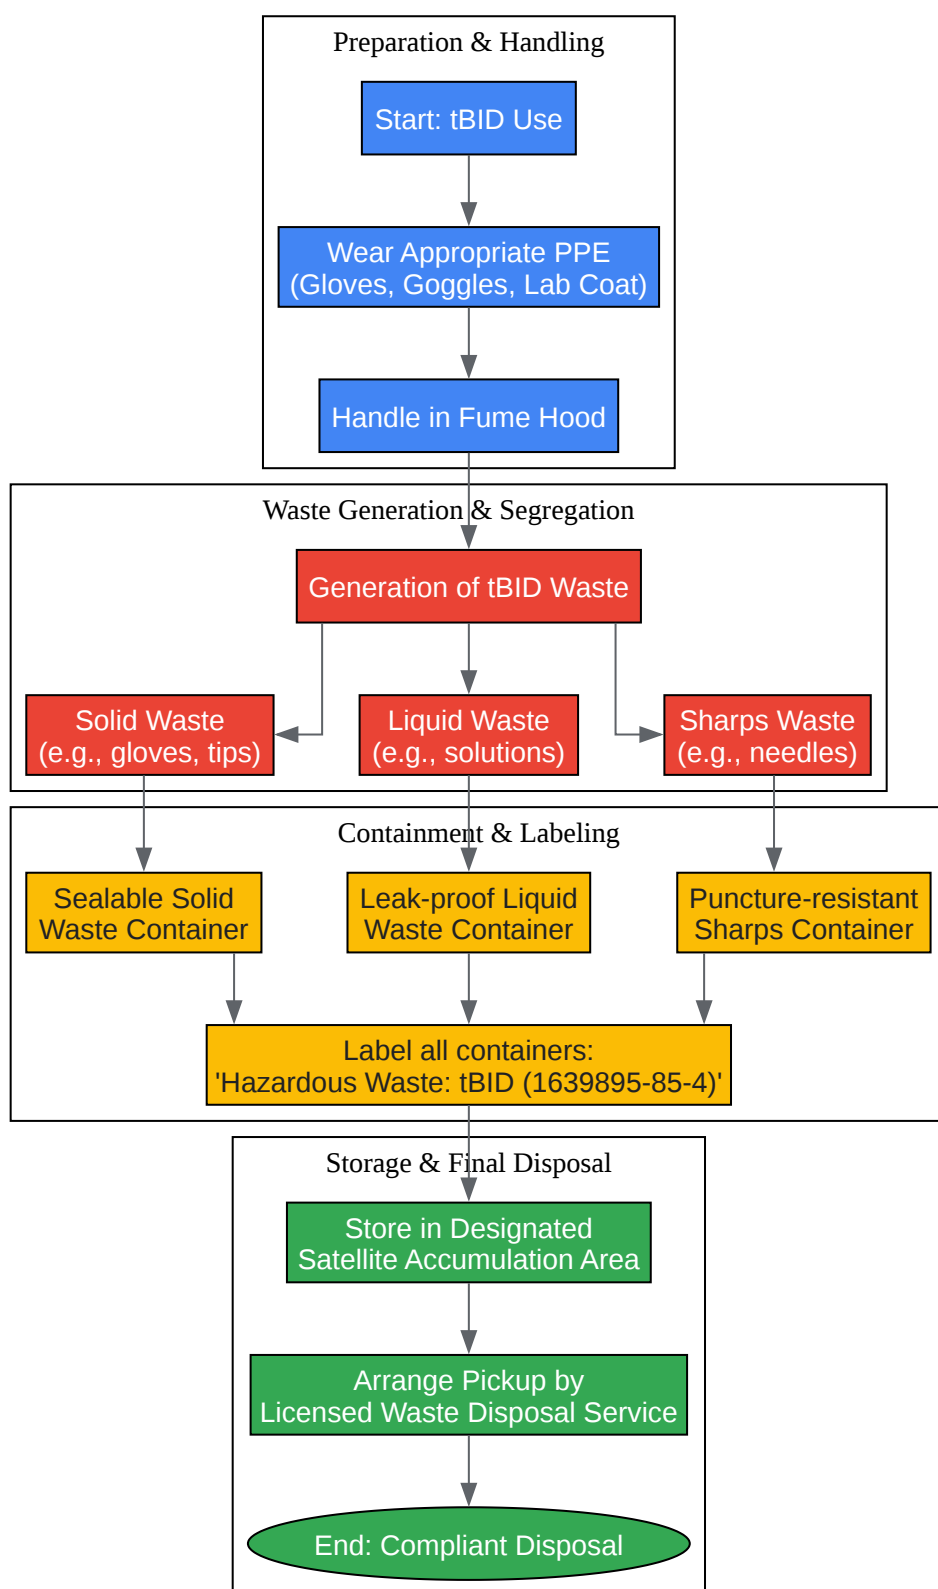 Preparation & Handling
Start: tBID Use
Wear Appropriate PPE
(Gloves, Goggles, Lab Coat)
Handle in Fume Hood
Waste Generation & Segregation
Generation of tBID Waste
Solid Waste
(e.g., gloves, tips)
Liquid Waste
(e.g., solutions)
Sharps Waste
(e.g., needles)
Containment & Labeling
Sealable Solid
Waste Container
Leak-proof Liquid
Waste Container
Puncture-resistant
Sharps Container
Label all containers:
'Hazardous Waste: tBID (1639895-85-4)'
Storage & Final Disposal
Store in Designated
Satellite Accumulation Area
Arrange Pickup by
Licensed Waste Disposal Service
End: Compliant Disposal